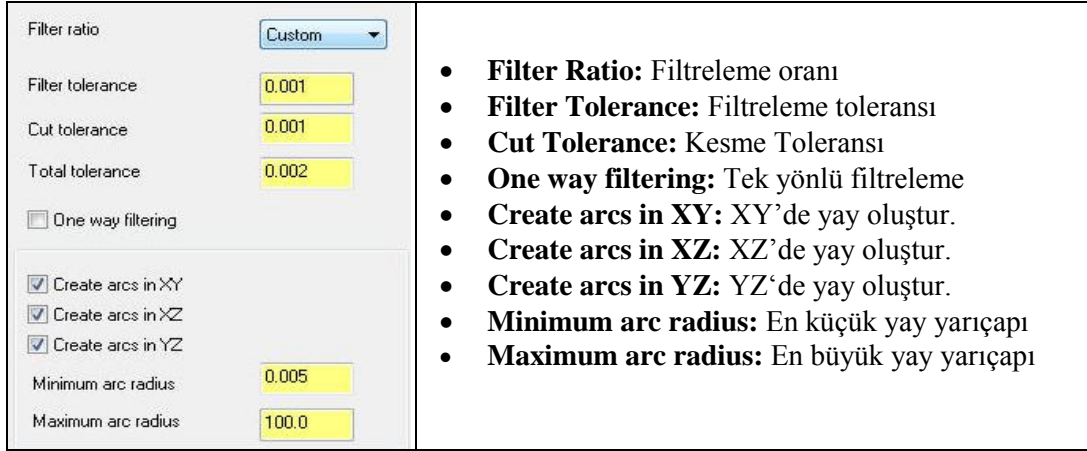 Filter ratio Custom
Filter tolerance 0.001
Cut tolerance 0.001
Total tolerance 0.002
One way filtering
Create arcs in XY
Create arcs in XZ
Create arcs in YZ
Minimum arc radius 0.005
Maximum arc radius 100.0
• Filter Ratio: Filtreleme oranı
• Filter Tolerance: Filtreleme toleransı
• Cut Tolerance: Kesme Toleransı
• One way filtering: Tek yönlü filtreleme
• Create arcs in XY: XY’de yay oluştur.
• Create arcs in XZ: XZ’de yay oluştur.
• Create arcs in YZ: YZ‘de yay oluştur.
• Minimum arc radius: En küçük yay yarıçapı
• Maximum arc radius: En büyük yay yarıçapı